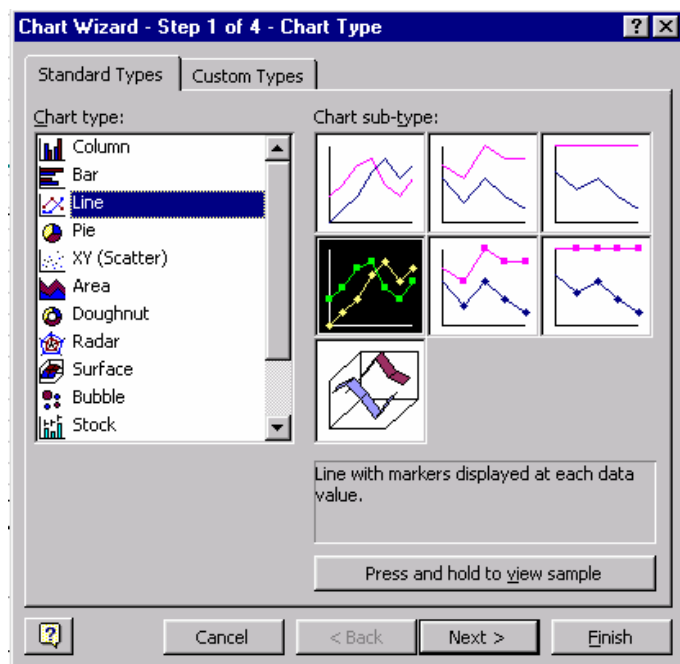 Chart Wizard - Step 1 of 4 - Chart Type
Standard Types
Custom Types
Chart type:
Column
Bar
Line
Pie
XY (Scatter)
Area
Doughnut
Radar
Surface
Bubble
Stock
Chart sub-type:
Line with markers displayed at each data
value.
Press and hold to view sample
Cancel
< Back
Next >
Finish